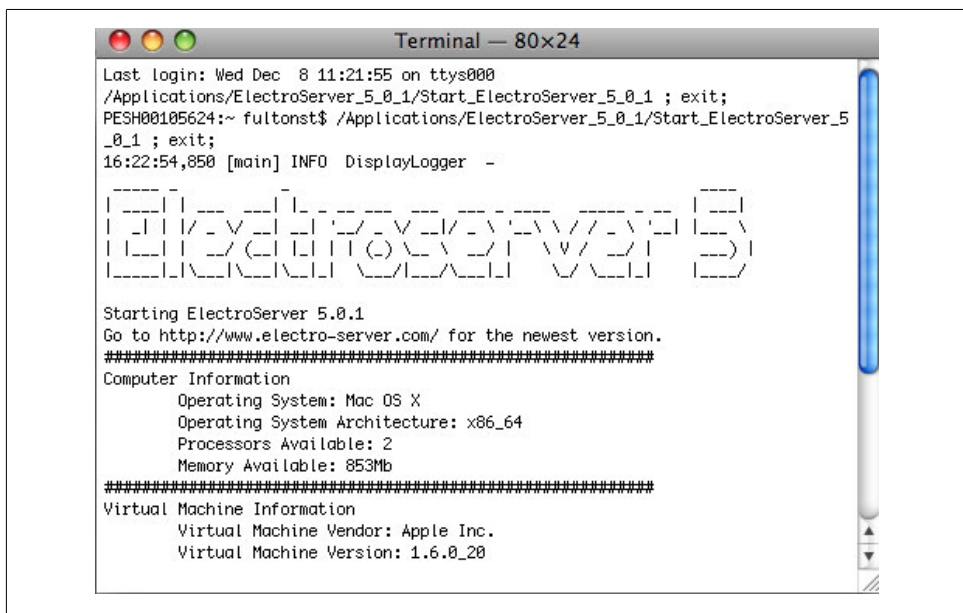 Terminal — 80×24
Last login: Wed Dec  8 11:21:55 on ttys000
/Applications/ElectroServer_5_0_1/Start_ElectroServer_5_0_1 ; exit;
PESH00105624:~ fultonst$ /Applications/ElectroServer_5_0_1/Start_ElectroServer_5
_0_1 ; exit;
16:22:54,850 [main] INFO  DisplayLogger  -
Electroserver 5
Starting ElectroServer 5.0.1
Go to http://www.electro-server.com/ for the newest version.
###########################################################
Computer Information
Operating System: Mac OS X
Operating System Architecture: x86_64
Processors Available: 2
Memory Available: 853Mb
###########################################################
Virtual Machine Information
Virtual Machine Vendor: Apple Inc.
Virtual Machine Version: 1.6.0_20